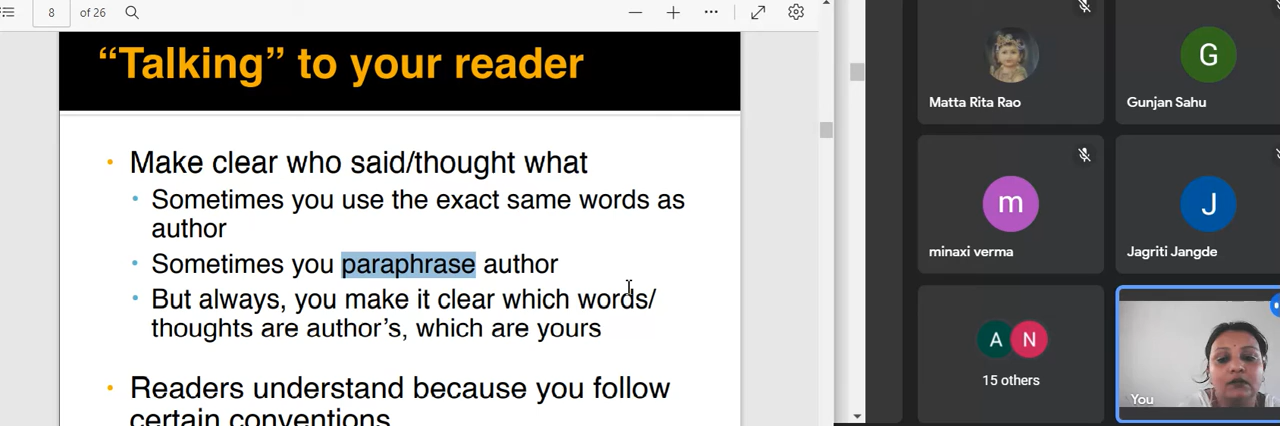 8 of 26
“Talking” to your reader
• Make clear who said/thought what
• Sometimes you use the exact same words as
author
• Sometimes you paraphrase author
• But always, you make it clear which words/
thoughts are author’s, which are yours
• Readers understand because you follow
certain conventions
Matta Rita Rao
G
Gunjan Sahu
m
minaxi verma
J
Jagriti Jangde
A N
15 others
You